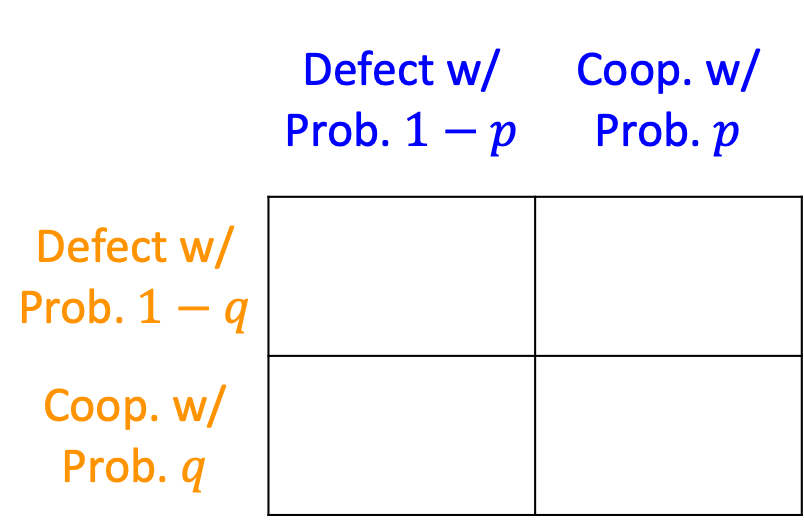 Defect w/ Coop. w/
Prob. 1 − p Prob. p
Defect w/
Prob. 1 − q
Coop. w/
Prob. q